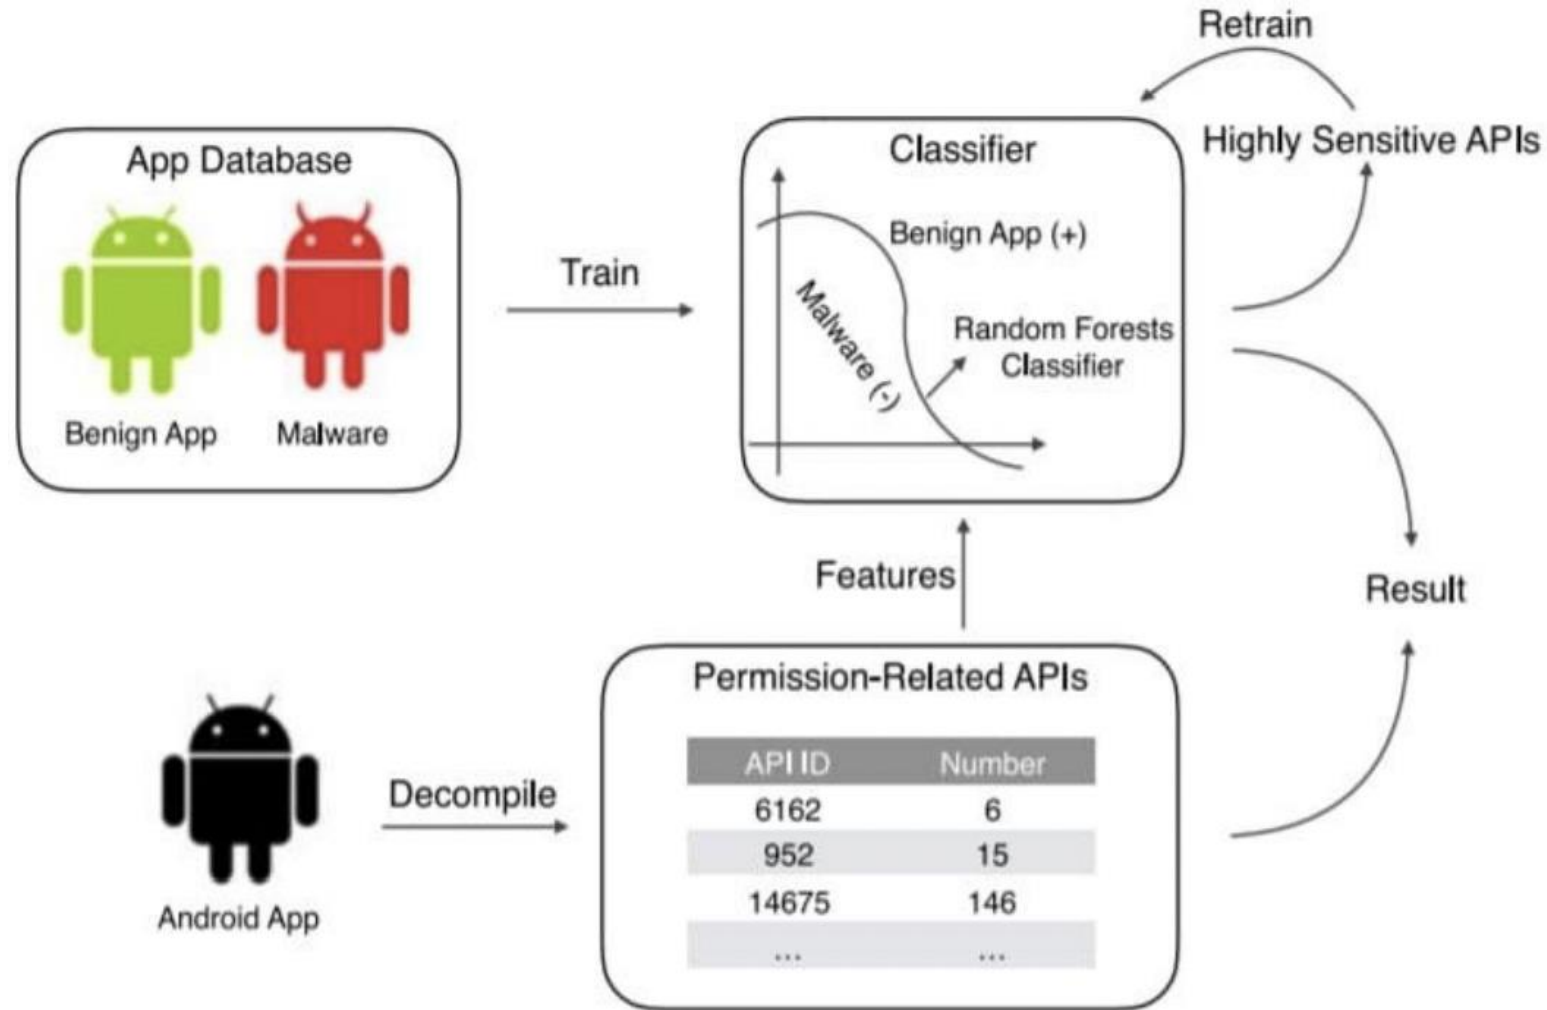 Retrain
Highly Sensitive APIs
App Database
Benign App
Malware
Train
Classifier
Benign App (+)
Malware (-)
Random Forests
Classifier
Features
Result
Android App
Decompile
Permission-Related APIs
API ID Number
6162 6
952 15
14675 146
... ...